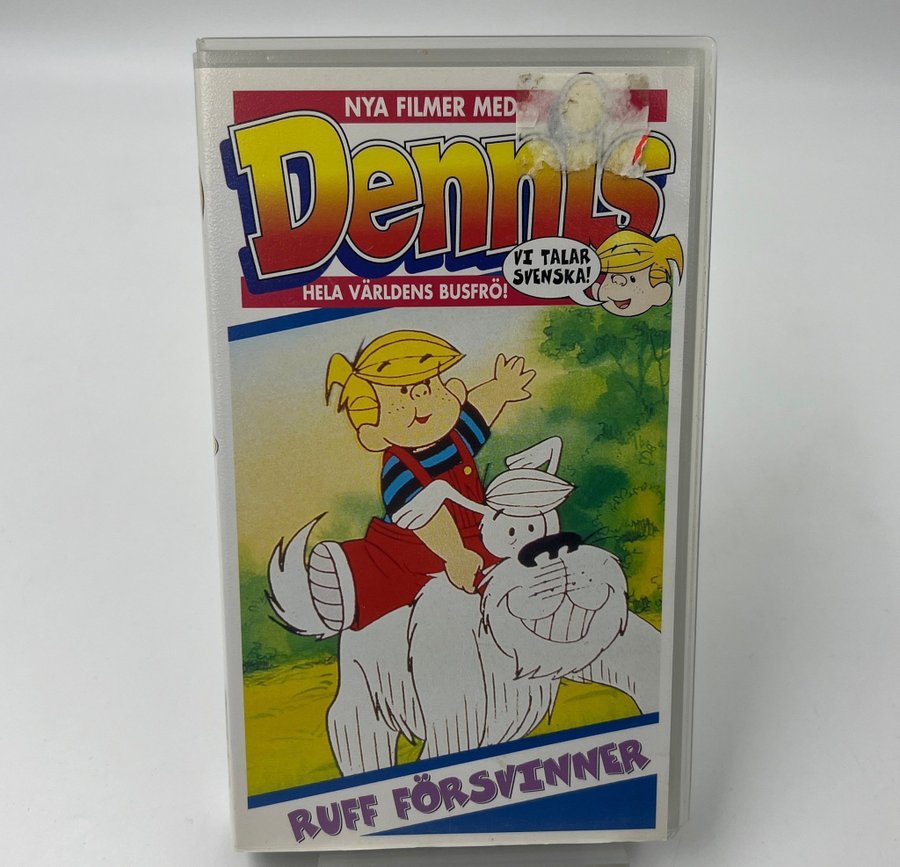 NYA FILMER MED
Dennis
VI TALAR
SVENSKA!
HELA VÄRLDENS BUSFRÖ!
RUFF FÖRSVINNER